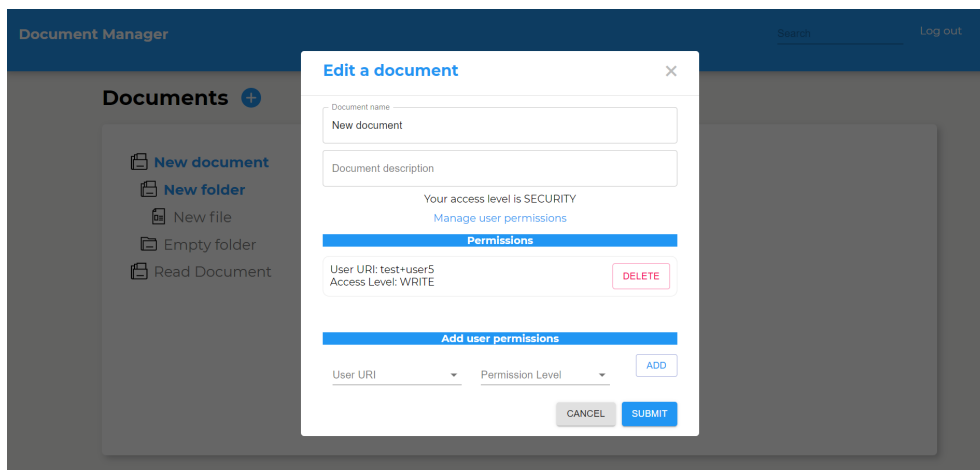 Document Manager
Search
Log out
Documents
New document
New folder
New file
Empty folder
Read Document
Edit a document
Document name
New document
Document description
Your access level is SECURITY
Manage user permissions
Permissions
User URI: test+user5
Access Level: WRITE
DELETE
Add user permissions
User URI
Permission Level
ADD
CANCEL
SUBMIT